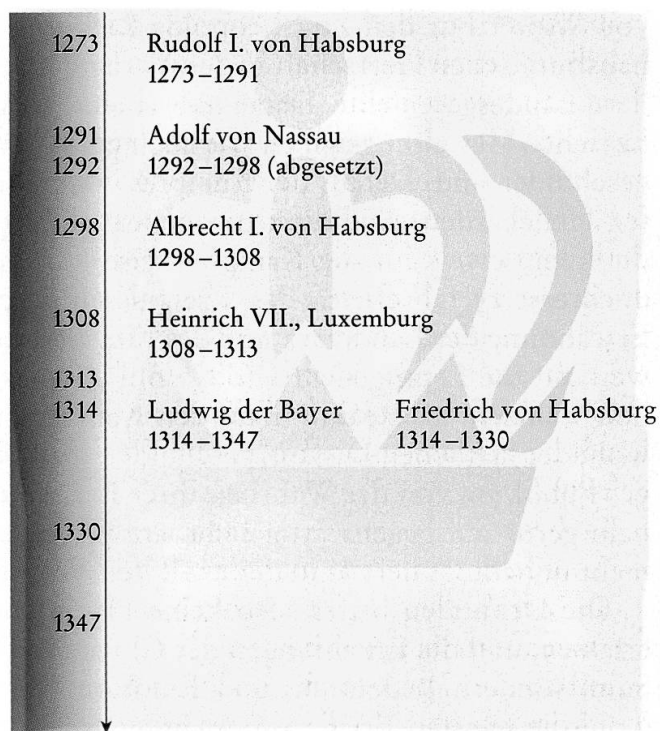 1273 Rudolf I. von Habsburg
1273–1291
1291 Adolf von Nassau
1292 1292–1298 (abgesetzt)
1298 Albrecht I. von Habsburg
1298–1308
1308 Heinrich VII., Luxemburg
1308–1313
1313
1314 Ludwig der Bayer Friedrich von Habsburg
1314–1347 1314–1330
1330
1347